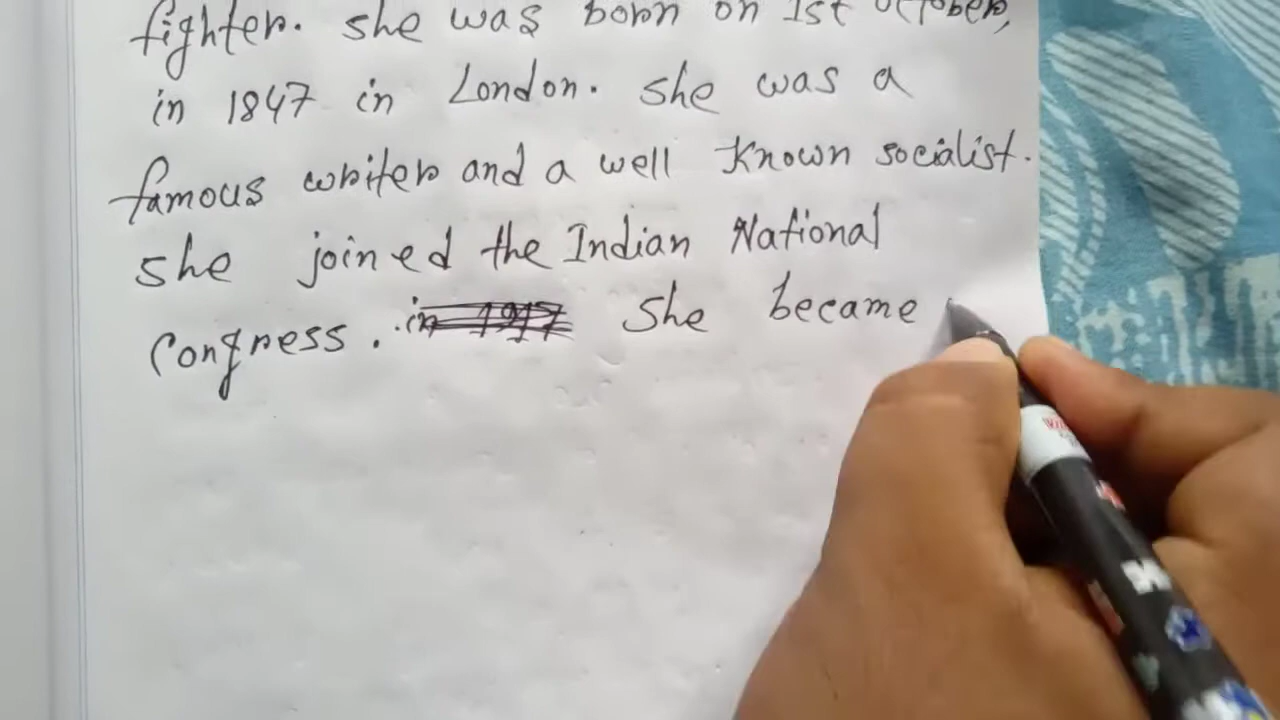 fighter. she was born on 1st october,
in 1847 in London. she was a
famous writer and a well known socialist.
she joined the Indian National
congress. in 1917 She became